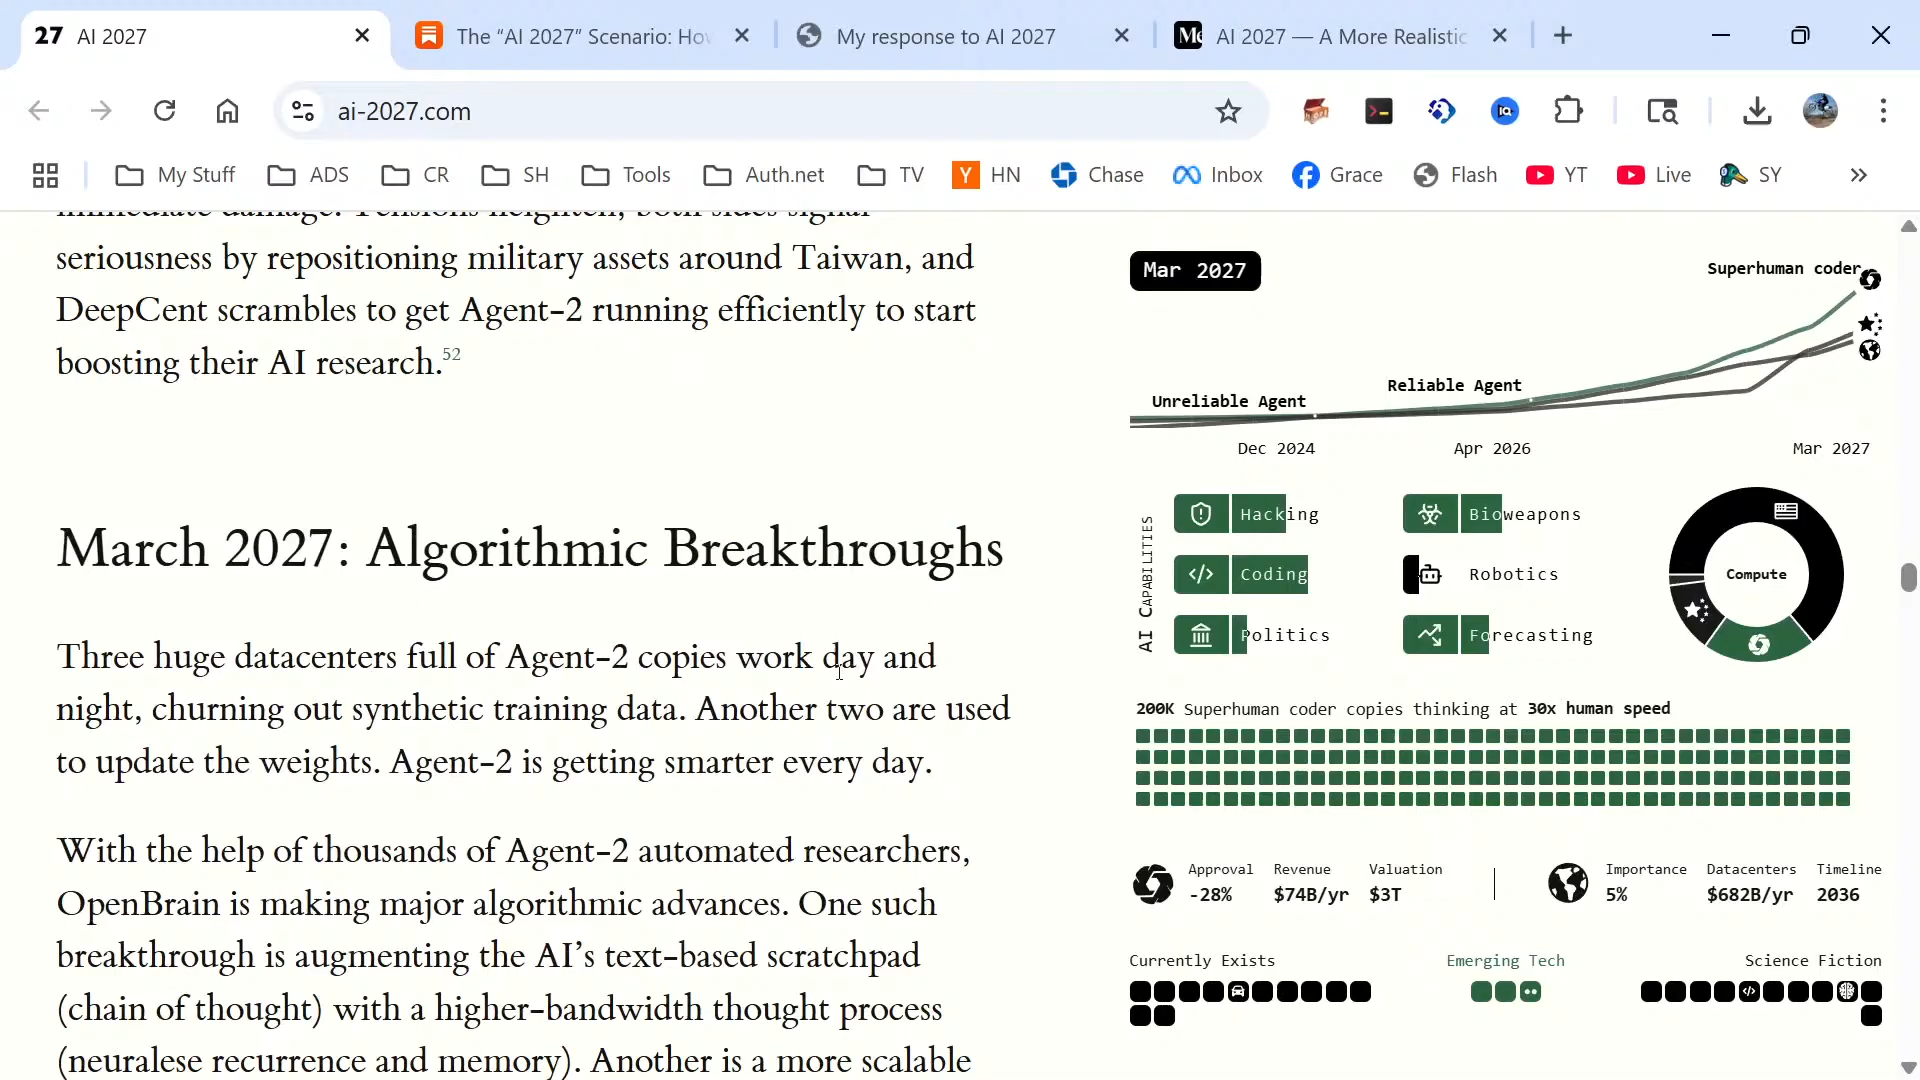 27 AI 2027
The “AI 2027” Scenario: How
My response to AI 2027
AI 2027 — A More Realistic
ai-2027.com
My Stuff ADS CR SH Tools Auth.net TV HN Chase Inbox Grace Flash YT Live SY
immediate damage. Tensions heighten, both sides signal
seriousness by repositioning military assets around Taiwan, and
DeepCent scrambles to get Agent-2 running efficiently to start
boosting their AI research.52
March 2027: Algorithmic Breakthroughs
Three huge datacenters full of Agent-2 copies work day and
night, churning out synthetic training data. Another two are used
to update the weights. Agent-2 is getting smarter every day.
With the help of thousands of Agent-2 automated researchers,
OpenBrain is making major algorithmic advances. One such
breakthrough is augmenting the AI’s text-based scratchpad
(chain of thought) with a higher-bandwidth thought process
(neuralese recurrence and memory). Another is a more scalable
Mar 2027
Superhuman coder
Reliable Agent
Unreliable Agent
Dec 2024 Apr 2026 Mar 2027
AI CAPABILITIES
Hacking Bioweapons
Coding Robotics
Politics Forecasting
Compute
200K Superhuman coder copies thinking at 30x human speed
Approval Revenue Valuation Importance Datacenters Timeline
-28% $74B/yr $3T 5% $682B/yr 2036
Currently Exists Emerging Tech Science Fiction